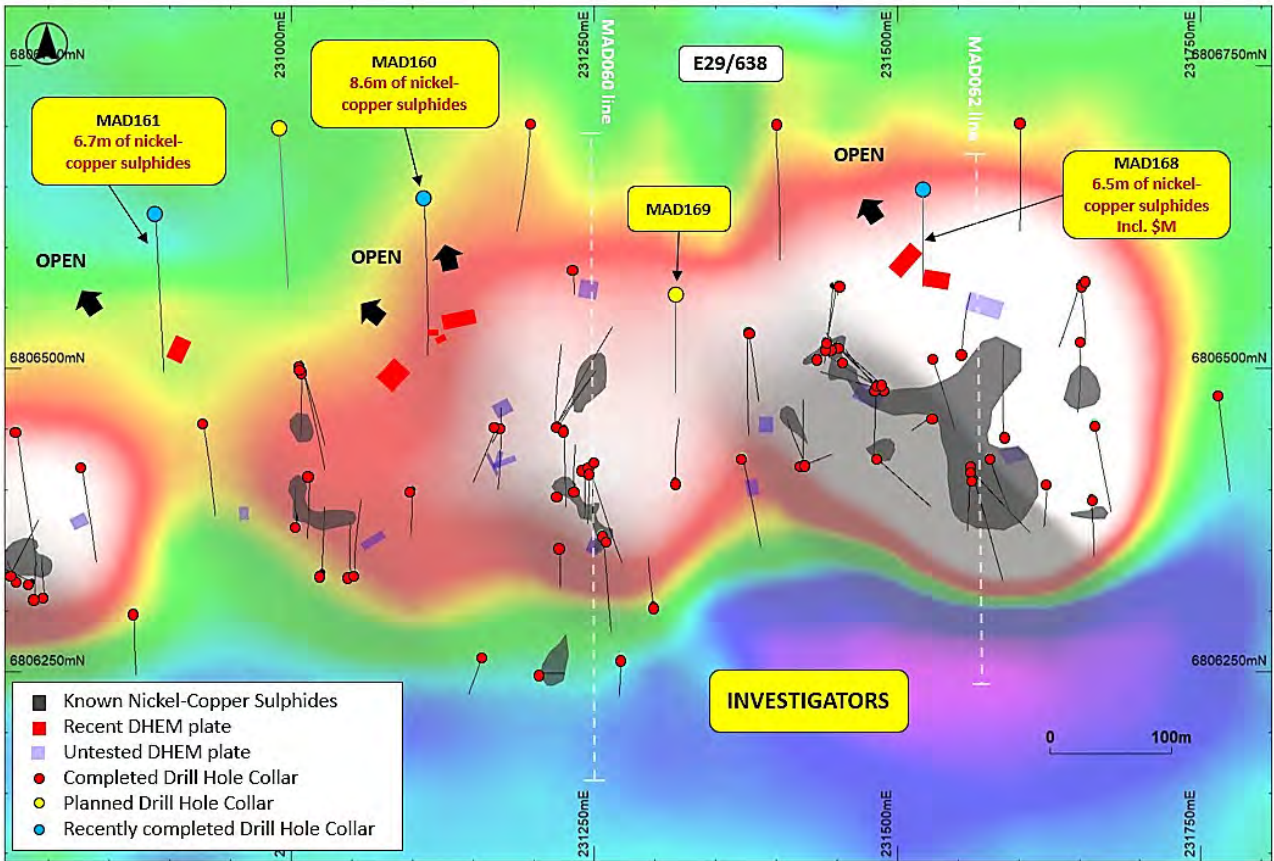 6806750mN
231000mE
231250mE
231500mE
231750mE
6806750mN
MAD160
8.6m of nickel-
copper sulphides
MAD060 line
E29/638
MAD062 line
MAD161
6.7m of nickel-
copper sulphides
OPEN
MAD168
6.5m of nickel-
copper sulphides
Incl. $M
MAD169
OPEN
OPEN
6806500mN
6806500mN
6806250mN
6806250mN
INVESTIGATORS
0 100m
Known Nickel-Copper Sulphides
Recent DHEM plate
Untested DHEM plate
Completed Drill Hole Collar
Planned Drill Hole Collar
Recently completed Drill Hole Collar
231250mE
231500mE
231750mE